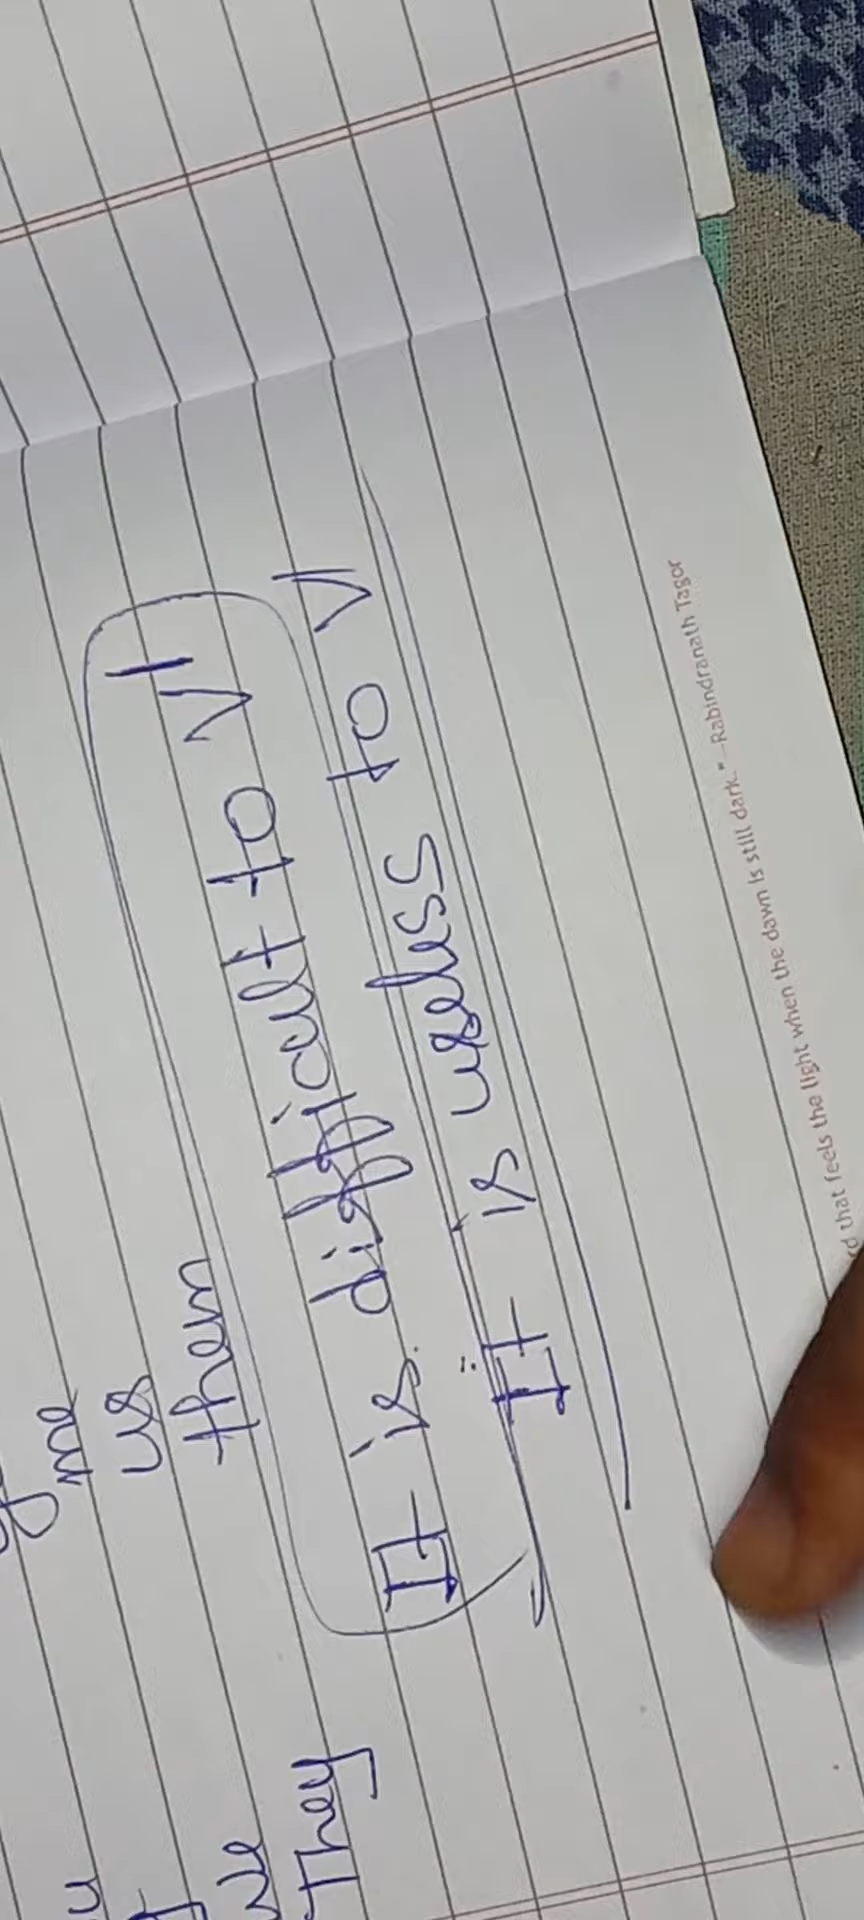 me
us
They them
It is difficult to V1
It is useless to V1
d that feels the light when the dawn is still dark." -Rabindranath Tagor